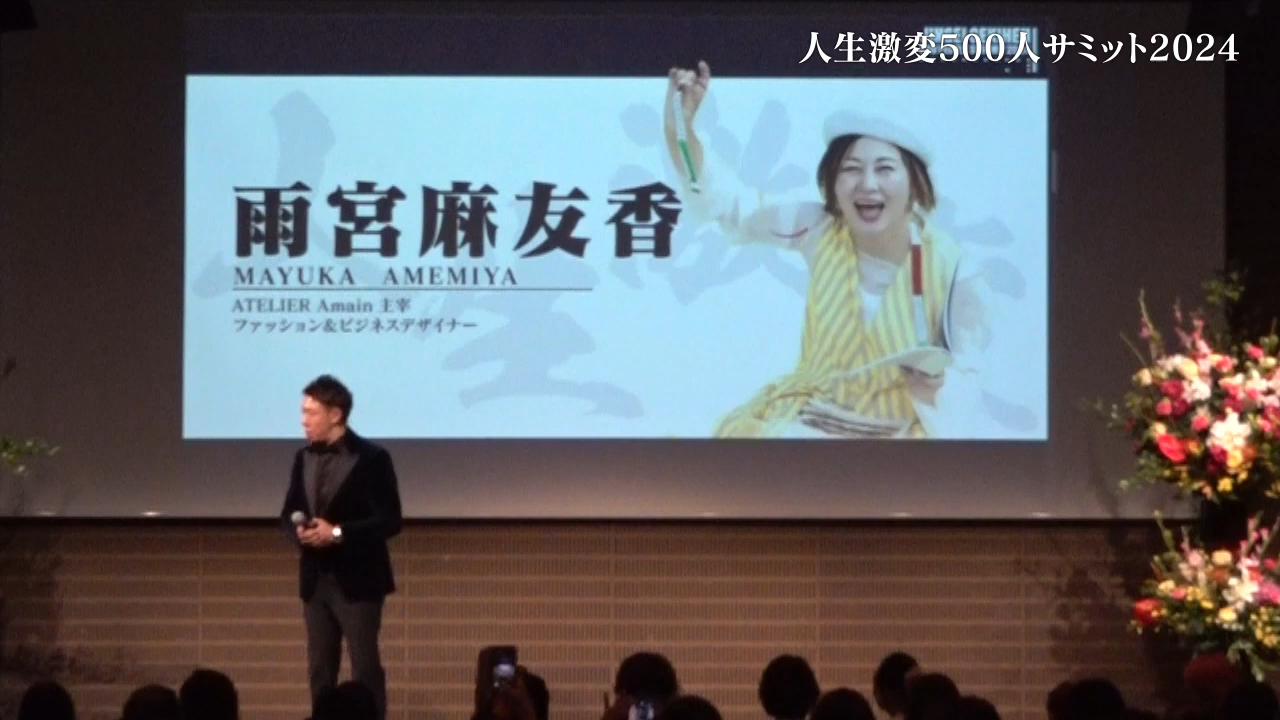 人生激変500人サミット2024
雨宮麻友香
MAYUKA AMEMIYA
ATELIER Amain 主宰
ファッション&ビジネスデザイナー